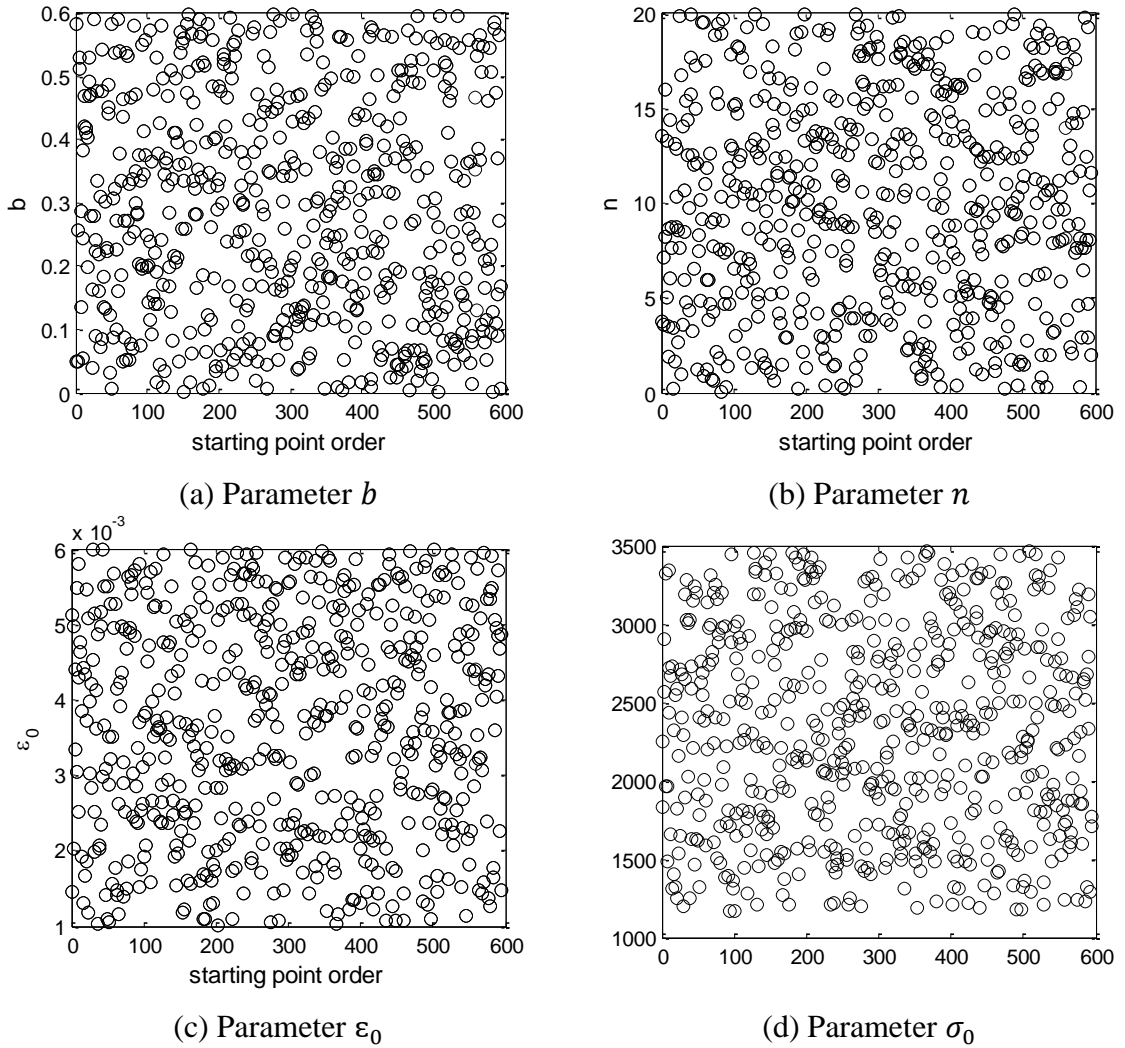 0.6
0.5
0.4
0.3
0.2
0.1
0
b
0 100 200 300 400 500 600
starting point order
(a) Parameter b
20
15
10
5
0
n
0 100 200 300 400 500 600
starting point order
(b) Parameter n
x 10⁻³
6
5
4
3
2
1
ε₀
0 100 200 300 400 500 600
starting point order
(c) Parameter ε₀
3500
3000
2500
2000
1500
1000
0 100 200 300 400 500 600
(d) Parameter σ₀